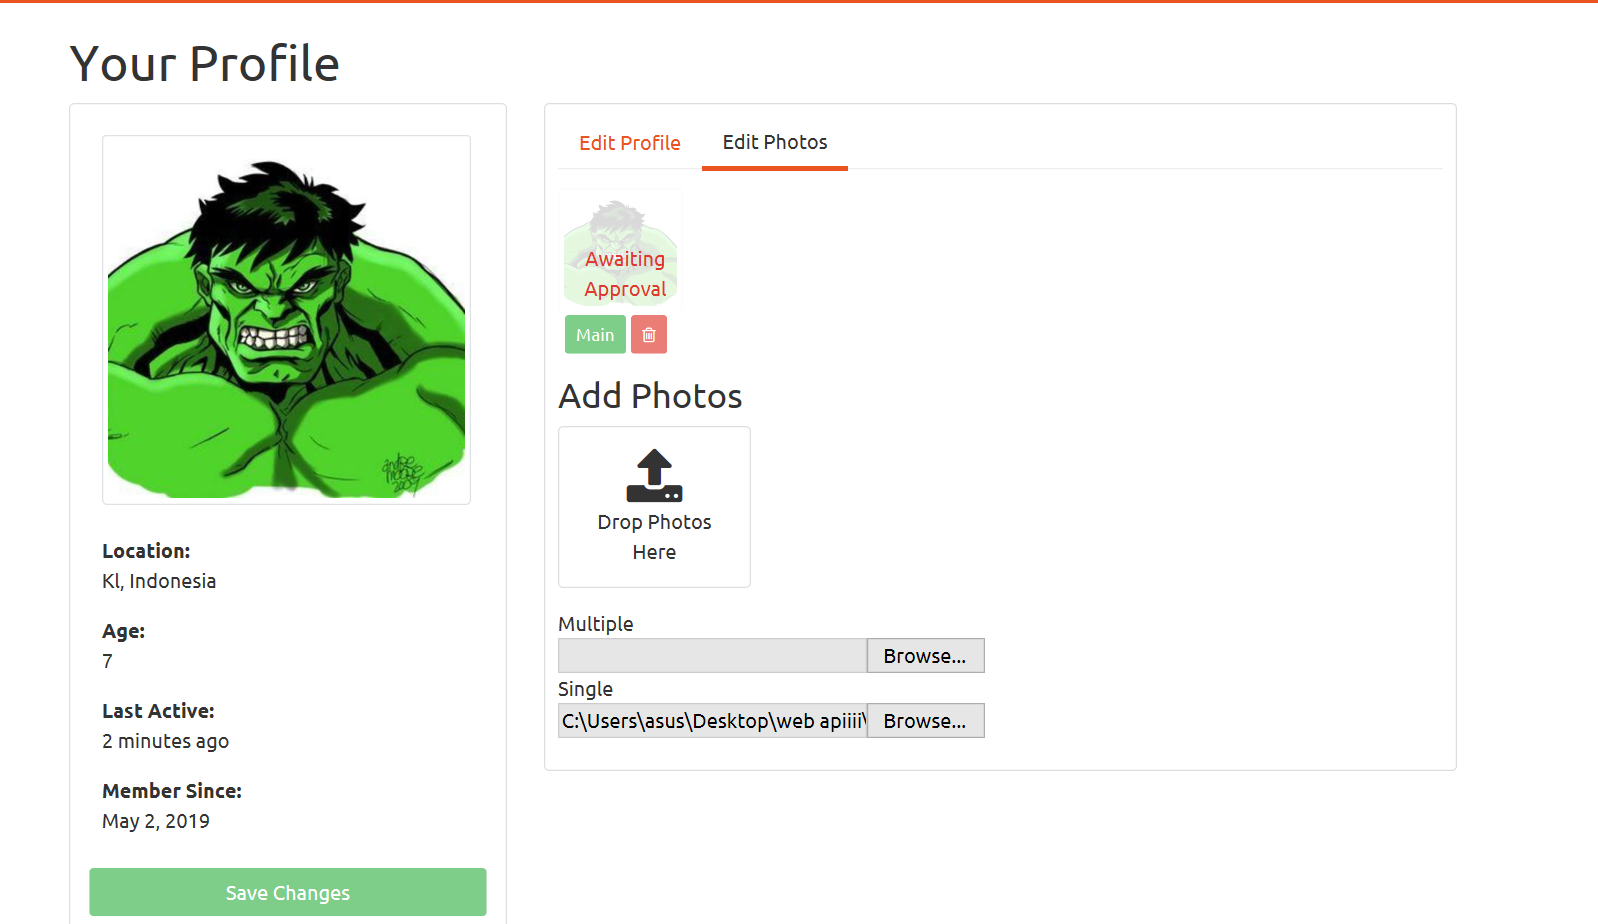 Your Profile
Location:
Kl, Indonesia
Age:
7
Last Active:
2 minutes ago
Member Since:
May 2, 2019
Save Changes
Edit Profile
Edit Photos
Awaiting
Approval
Main
Add Photos
Drop Photos
Here
Multiple
Browse...
Single
C:\Users\asus\Desktop\web apiiii\
Browse...